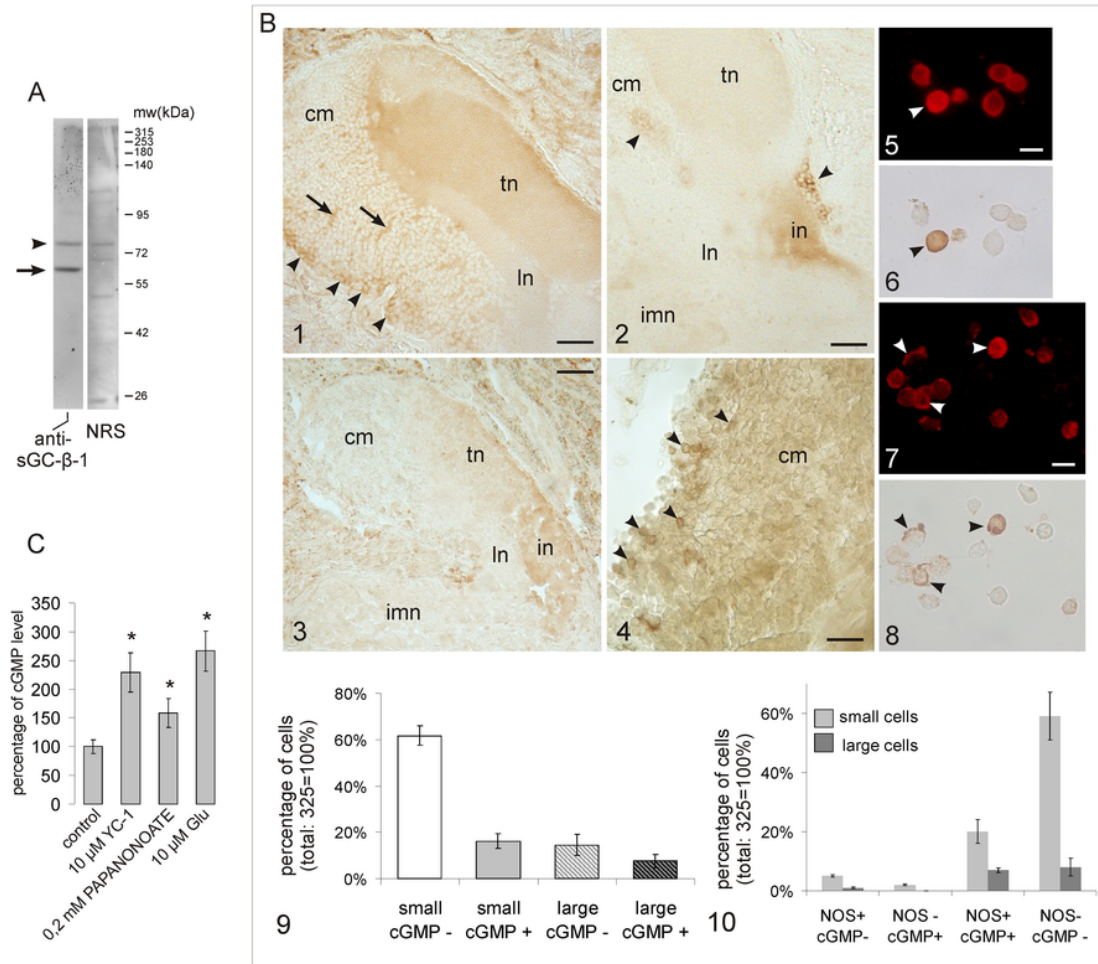 A
mw(kDa)
315
253
180
140
95
72
55
42
26
anti-
sGC-β-1
NRS
B
cm
tn
ln
1
cm
tn
in
ln
imn
2
cm
tn
ln
in
imn
3
cm
4
5
6
7
8
C
percentage of cGMP level
350
300
250
200
150
100
50
0
*
*
*
control
10 µM YC-1
0,2 mM PAPANONOATE
10 µM Glu
percentage of cells
(total: 325=100%)
80%
60%
40%
20%
0%
small
cGMP -
small
cGMP +
large
cGMP -
large
cGMP +
9
percentage of cells
(total: 325=100%)
60%
40%
20%
0%
small cells
large cells
NOS+
cGMP-
NOS -
cGMP+
NOS+
cGMP+
NOS-
cGMP -
10